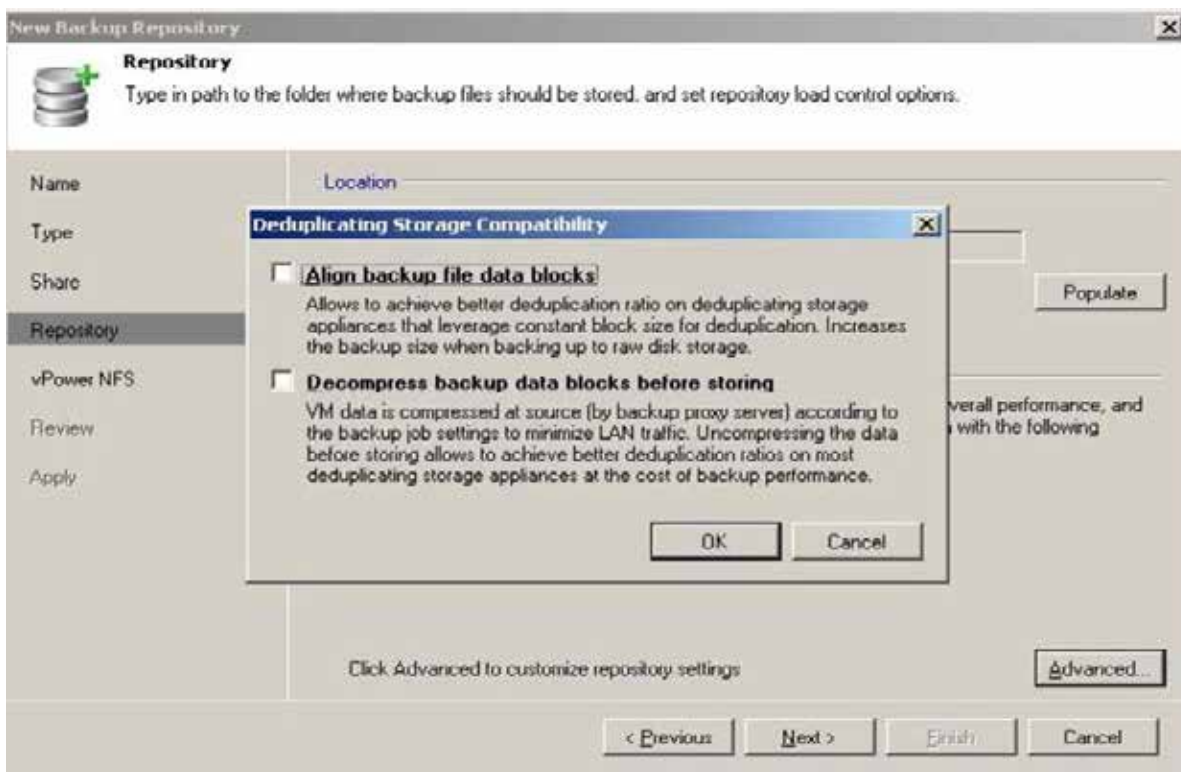 New Backup Repository
Repository
Type in path to the folder where backup files should be stored, and set repository load control options.
Name
Type
Share
Repository
vPower NFS
Review
Apply
Location
Populate
Deduplicating Storage Compatibility
Align backup file data blocks
Allows to achieve better deduplication ratio on deduplicating storage
appliances that leverage constant block size for deduplication. Increases
the backup size when backing up to raw disk storage.
Decompress backup data blocks before storing
VM data is compressed at source (by backup proxy server) according to
the backup job settings to minimize LAN traffic. Uncompressing the data
before storing allows to achieve better deduplication ratios on most
deduplicating storage appliances at the cost of backup performance.
OK
Cancel
verall performance, and
with the following
Click Advanced to customize repository settings
Advanced...
< Previous
Next >
Finish
Cancel